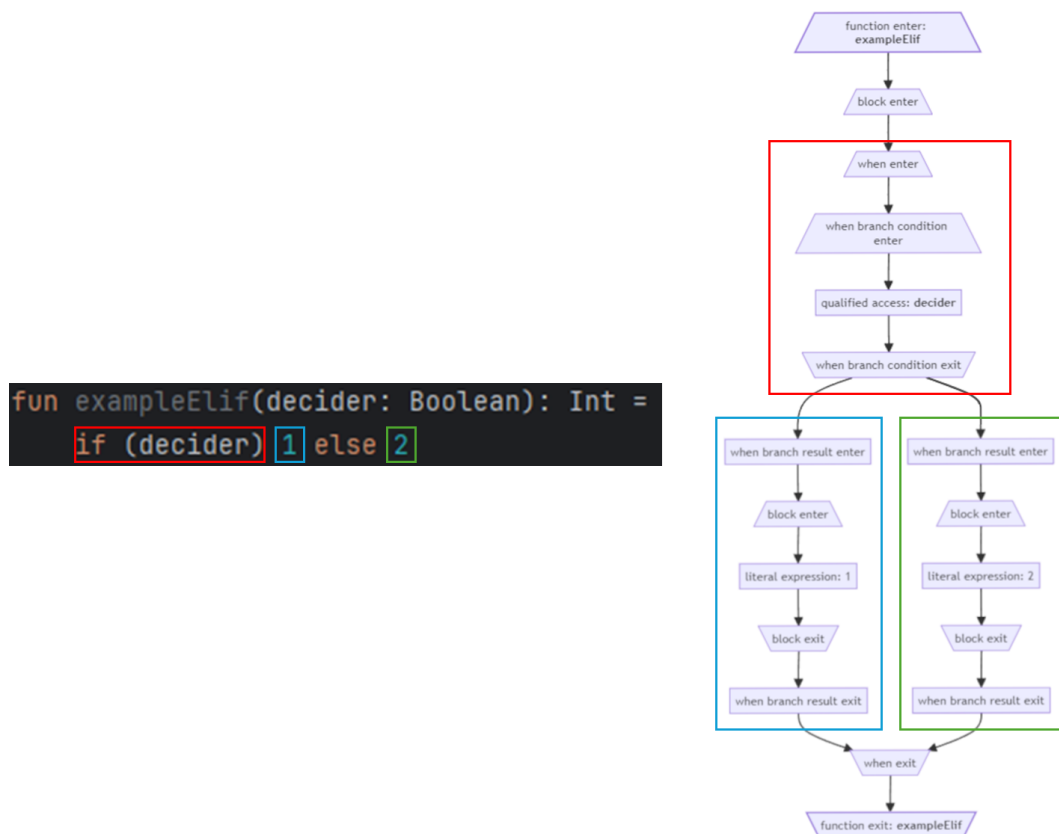 fun exampleElif(decider: Boolean): Int =
if (decider) 1 else 2
function enter:
exampleElif
block enter
when enter
when branch condition
enter
qualified access: decider
when branch condition exit
when branch result enter
block enter
literal expression: 1
block exit
when branch result exit
when branch result enter
block enter
literal expression: 2
block exit
when branch result exit
when exit
function exit: exampleElif